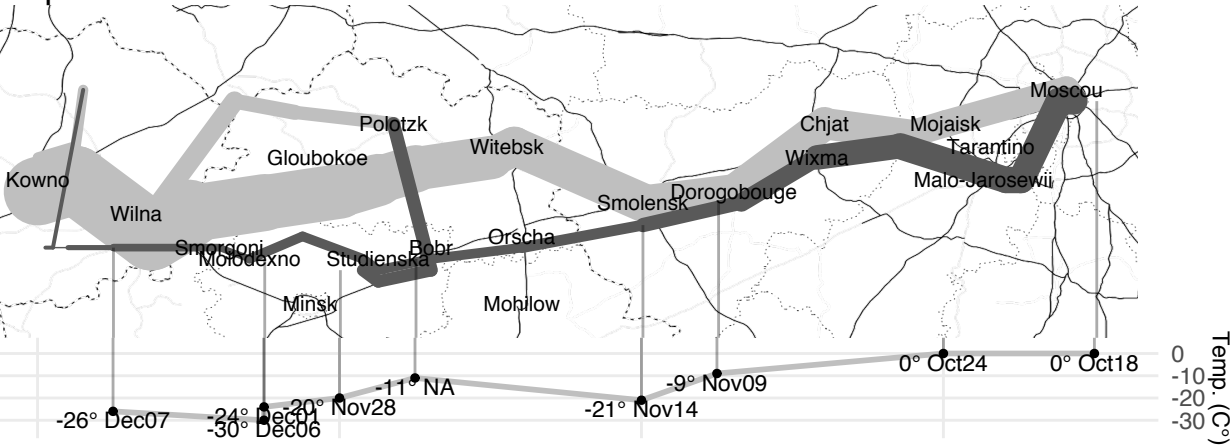 Moscou
Polotzk
Chjat
Mojaisk
Witebsk
Tarantino
Gloubokoe
Wixma
Kowno
Malo-Jarosewii
Dorogobouge
Smolensk
Wilna
Orscha
Smorgoni
Bobr
Molodexno
Studienska
Minsk
Mohilow
0
0° Oct24
0° Oct18
-10
-9° Nov09
-11° NA
-20
-20° Nov28
-21° Nov14
-24° Dec01
-26° Dec07
-30
-30° Dec06
Temp. (C°)